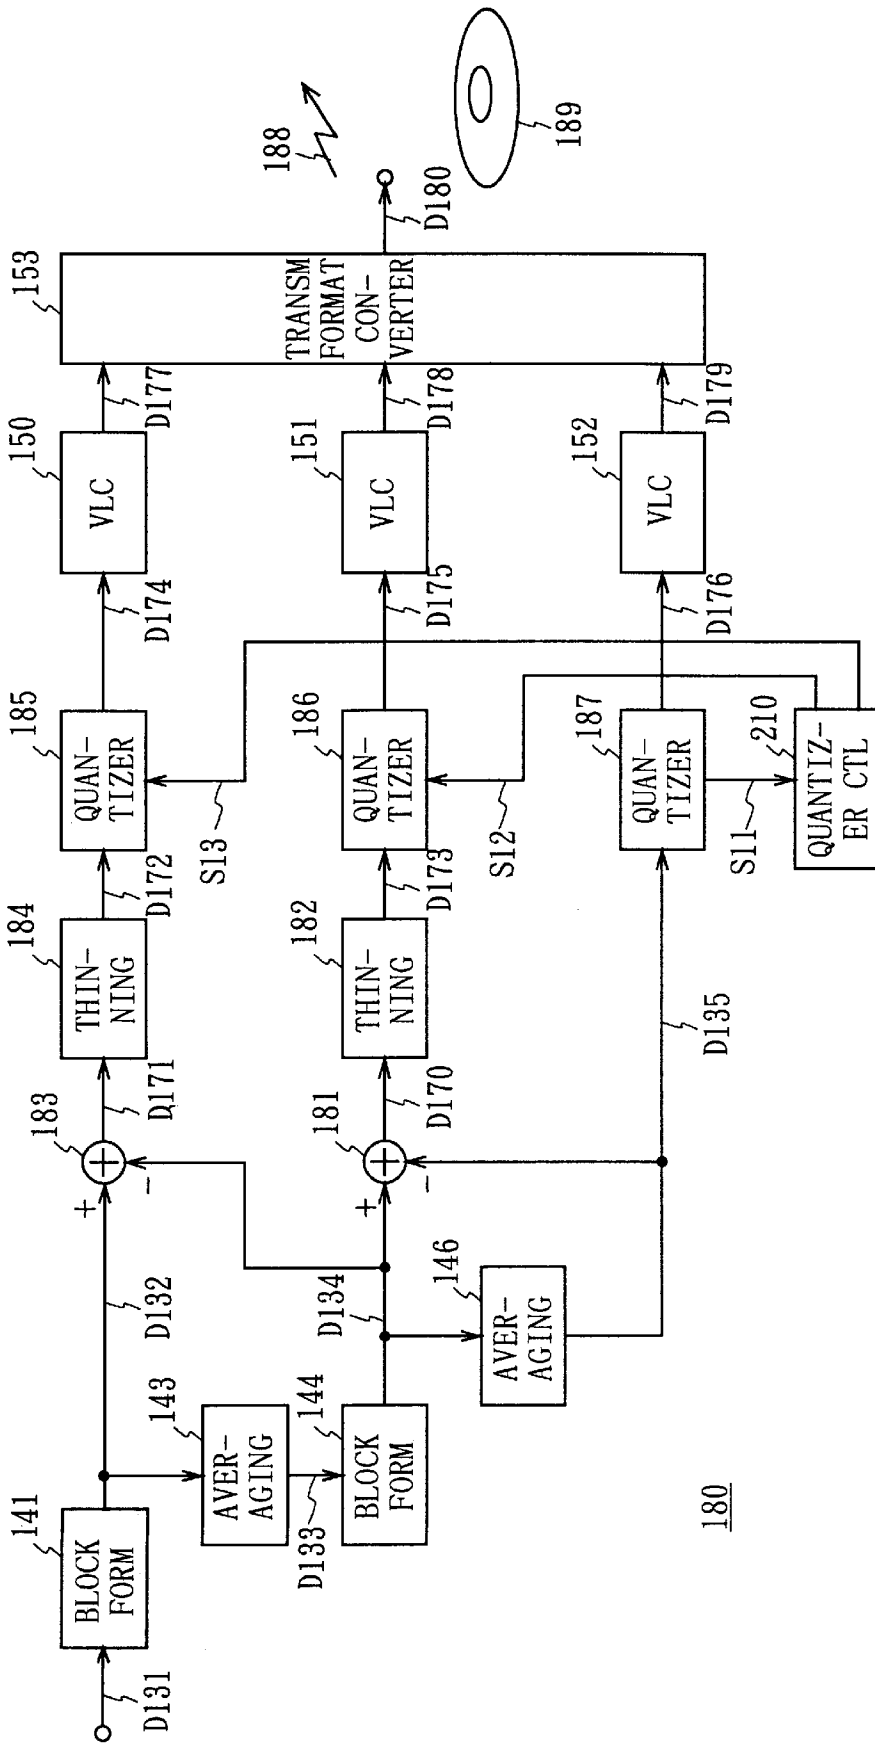 141
BLOCK
FORM
D131
D132
143
AVER-
AGING
D133
144
BLOCK
FORM
D134
146
AVER-
AGING
D135
183
+
-
D171
184
THIN-
NING
D172
185
QUAN-
TIZER
S13
D174
150
VLC
D177
181
+
-
D170
182
THIN-
NING
D173
186
QUAN-
TIZER
S12
D175
151
VLC
D178
187
QUAN-
TIZER
S11
210
QUANTIZ-
ER CTL
D176
152
VLC
D179
153
TRANSM
FORMAT
CON-
VERTER
D180
188
189
180